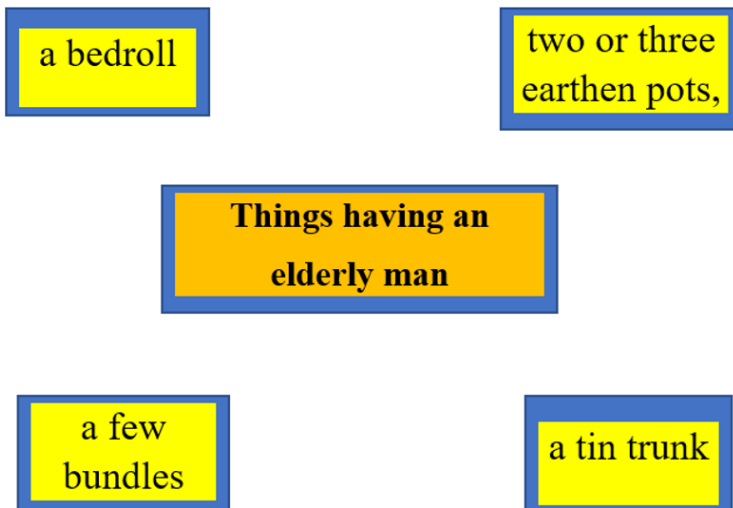 a bedroll
two or three
earthen pots,
Things having an
elderly man
a few
bundles
a tin trunk